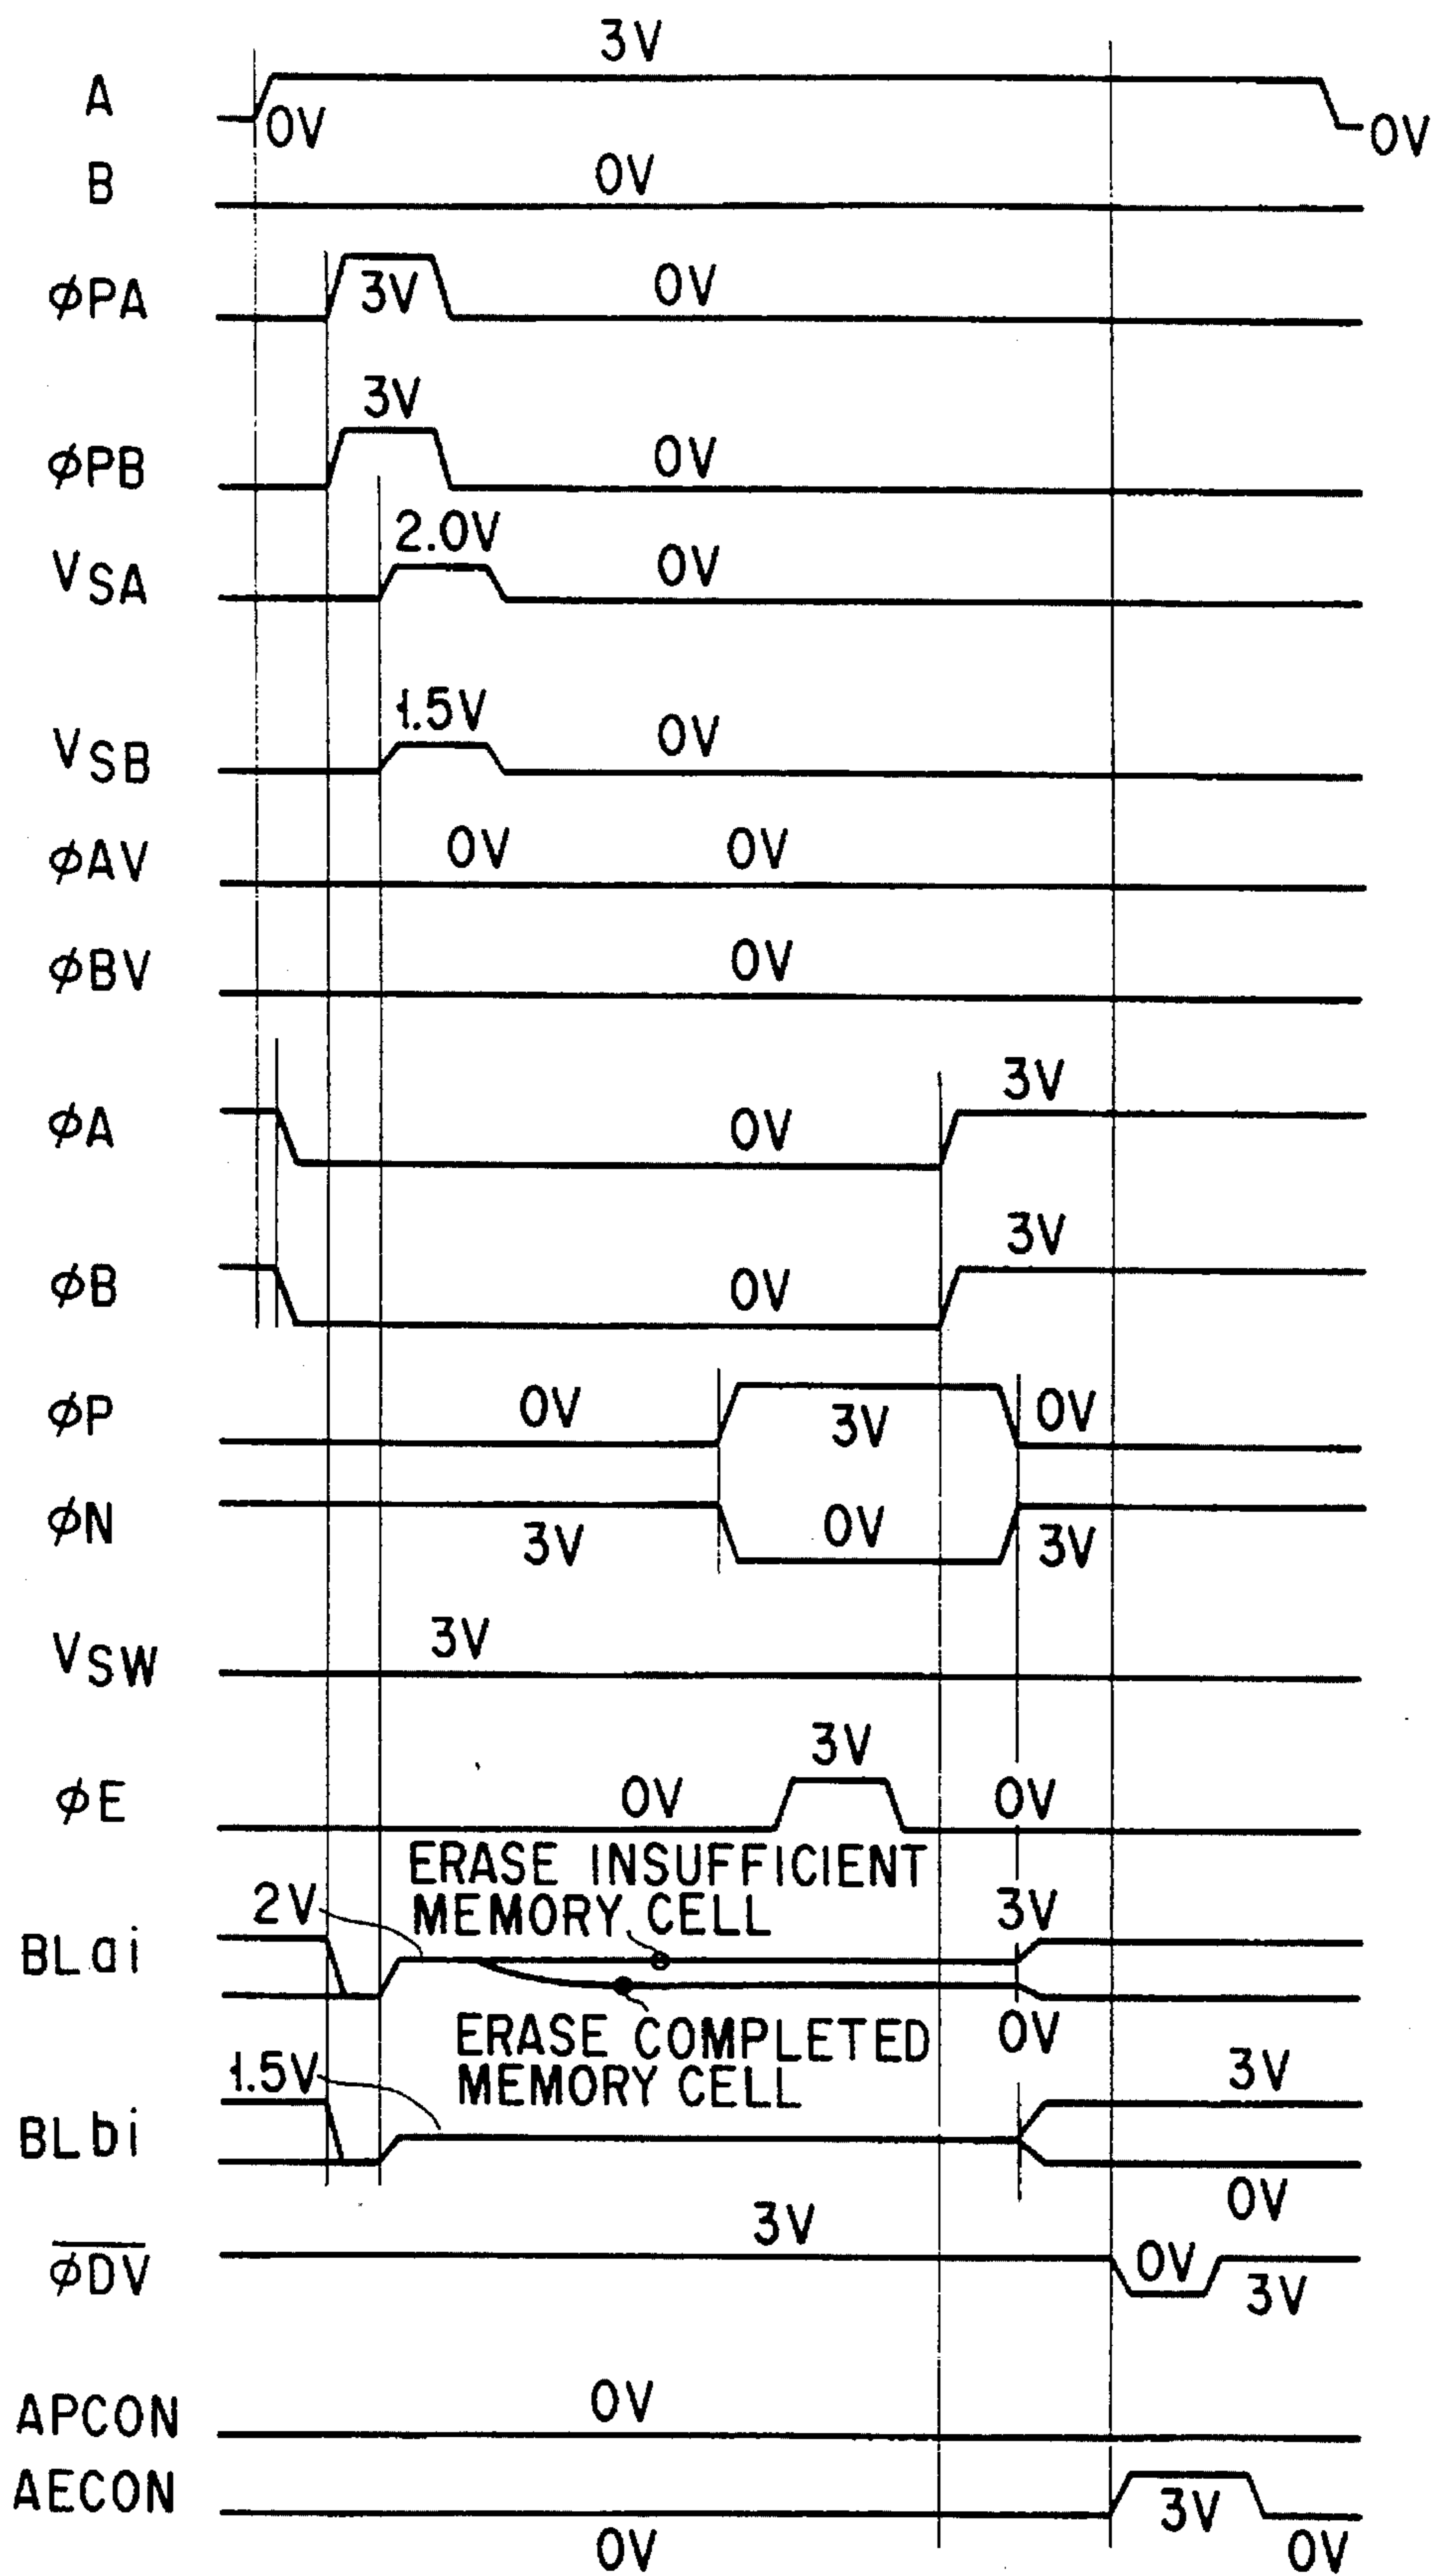 3V
A
0V
0V
B
0V
φPA
3V
0V
φPB
3V
0V
VSA
2.0V
0V
VSB
1.5V
0V
φAV
0V
0V
φBV
0V
φA
0V
3V
φB
0V
3V
φP
0V
3V
0V
φN
3V
0V
3V
VSW
3V
φE
0V
3V
0V
ERASE INSUFFICIENT
MEMORY CELL
2V
BLai
3V
0V
ERASE COMPLETED
MEMORY CELL
1.5V
BLbi
3V
0V
φDV
3V
0V
3V
APCON
0V
AECON
0V
3V
0V